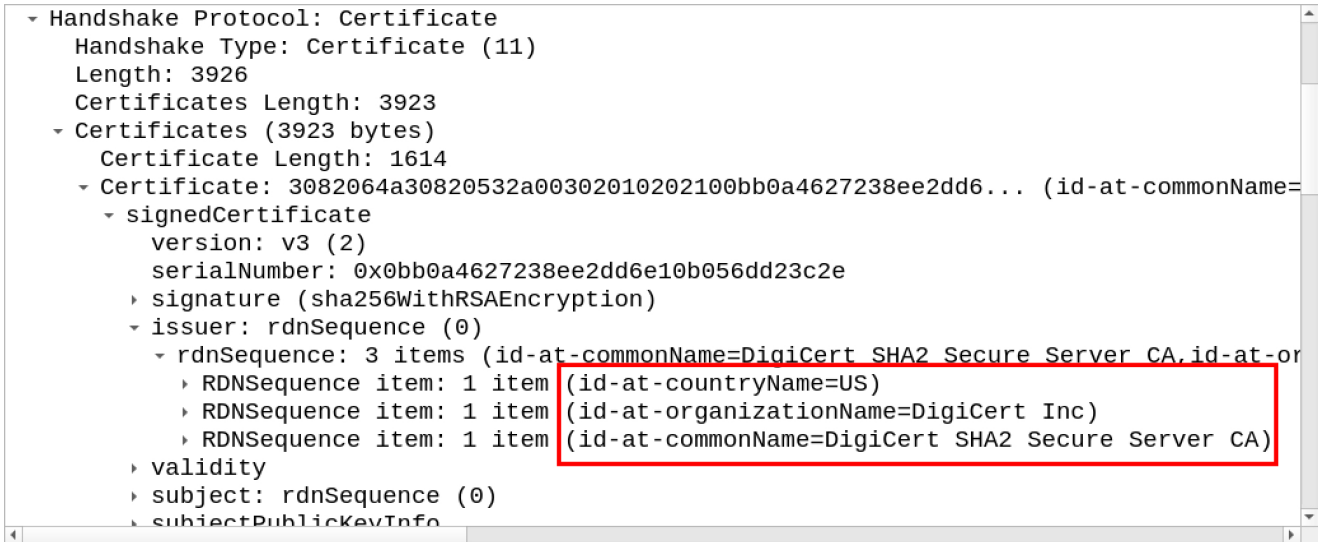 Handshake Protocol: Certificate
Handshake Type: Certificate (11)
Length: 3926
Certificates Length: 3923
Certificates (3923 bytes)
Certificate Length: 1614
Certificate: 3082064a30820532a00302010202100bb0a4627238ee2dd6... (id-at-commonName=
signedCertificate
version: v3 (2)
serialNumber: 0x0bb0a4627238ee2dd6e10b056dd23c2e
signature (sha256WithRSAEncryption)
issuer: rdnSequence (0)
rdnSequence: 3 items (id-at-commonName=DigiCert SHA2 Secure Server CA,id-at-or
RDNSequence item: 1 item (id-at-countryName=US)
RDNSequence item: 1 item (id-at-organizationName=DigiCert Inc)
RDNSequence item: 1 item (id-at-commonName=DigiCert SHA2 Secure Server CA)
validity
subject: rdnSequence (0)
subjectPublicKeyInfo